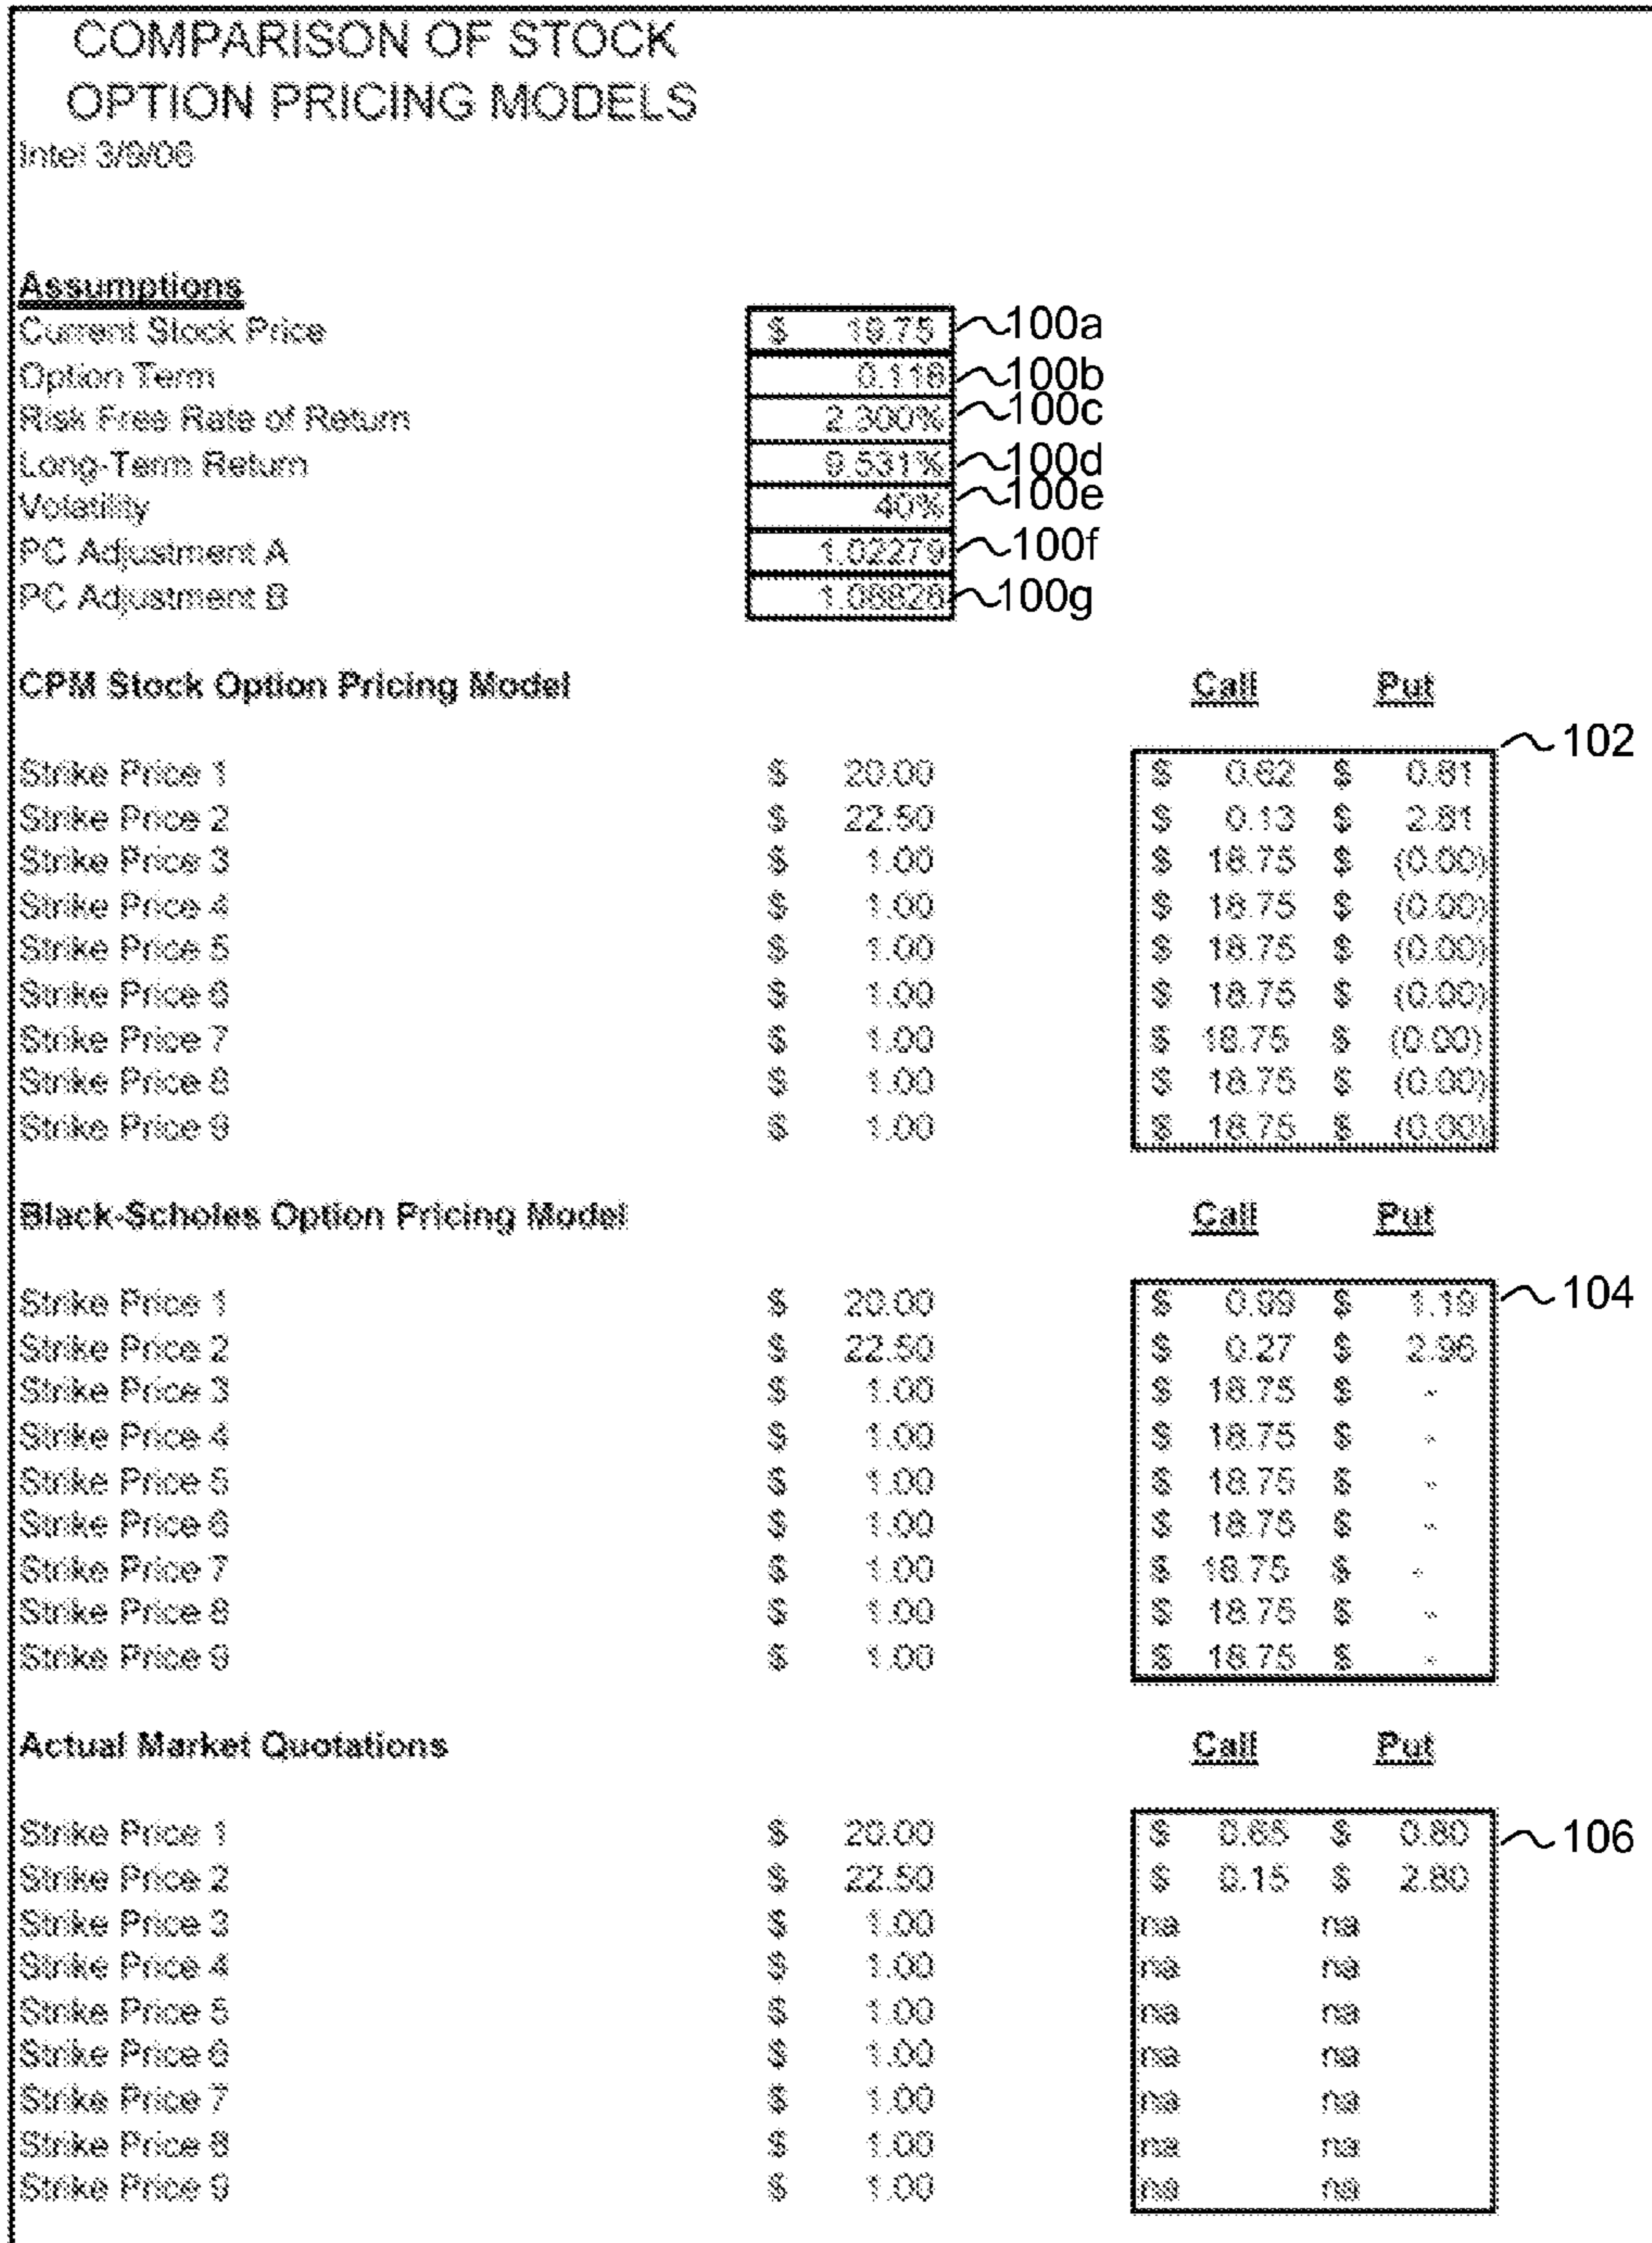 COMPARISON OF STOCK
OPTION PRICING MODELS
Intel 3/9/06
Assumptions
Current Stock Price $ 19.75 100a
Option Term 0.118 100b
Risk Free Rate of Return 2.300% 100c
Long-Term Return 9.531% 100d
Volatility 40% 100e
PC Adjustment A 1.02279 100f
PC Adjustment B 100g
CPM Stock Option Pricing Model Call Put
102
Strike Price 1 $ 20.00 $ 0.62 $ 0.81
Strike Price 2 $ 22.50 $ 0.13 $ 2.81
Strike Price 3 $ 1.00 $ 18.75 $ (0.00)
Strike Price 4 $ 1.00 $ 18.75 $ (0.00)
Strike Price 5 $ 1.00 $ 18.75 $ (0.00)
Strike Price 6 $ 1.00 $ 18.75 $ (0.00)
Strike Price 7 $ 1.00 $ 18.75 $ (0.00)
Strike Price 8 $ 1.00 $ 18.75 $ (0.00)
Strike Price 9 $ 1.00 $ 18.75 $ (0.00)
Black-Scholes Option Pricing Model Call Put
Strike Price 1 $ 20.00 $ 0.99 $ 1.19 104
Strike Price 2 $ 22.50 $ 0.27 $ 2.96
Strike Price 3 $ 1.00 $ 18.75 $ -
Strike Price 4 $ 1.00 $ 18.75 $ -
Strike Price 5 $ 1.00 $ 18.75 $ -
Strike Price 6 $ 1.00 $ 18.75 $ -
Strike Price 7 $ 1.00 $ 18.75 $ -
Strike Price 8 $ 1.00 $ 18.75 $ -
Strike Price 9 $ 1.00 $ 18.75 $ -
Actual Market Quotations Call Put
Strike Price 1 $ 20.00 $ 0.65 $ 0.80 106
Strike Price 2 $ 22.50 $ 0.15 $ 2.80
Strike Price 3 $ 1.00 na na
Strike Price 4 $ 1.00 na na
Strike Price 5 $ 1.00 na na
Strike Price 6 $ 1.00 na na
Strike Price 7 $ 1.00 na na
Strike Price 8 $ 1.00 na na
Strike Price 9 $ 1.00 na na